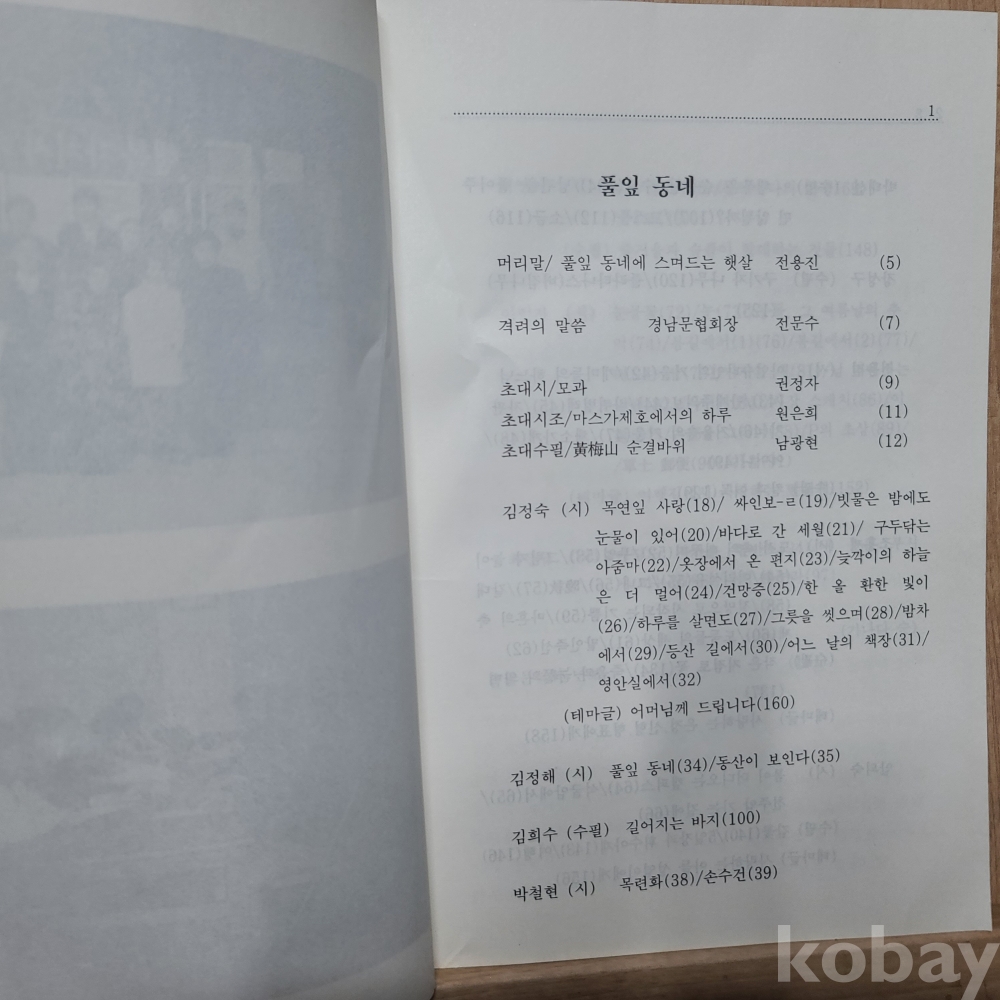 1
풀잎 동네
머리말/ 풀잎 동네에 스며드는 햇살 전용진 (5)
격려의 말씀 경남문협회장 전문수 (7)
초대시/모과 권정자 (9)
초대시조/마스가제호에서의 하루 원은희 (11)
초대수필/黃梅山 순결바위 남광현 (12)
김정숙 (시) 목연잎 사랑(18)/ 싸인보-ㄹ(19)/빗물은 밤에도
눈물이 있어(20)/바다로 간 세월(21)/ 구두닦는
아줌마(22)/옷장에서 온 편지(23)/늦깍이의 하늘
은 더 멀어(24)/건망증(25)/한 올 환한 빛이
(26)/하루를 살면도(27)/그릇을 씻으며(28)/밤차
에서(29)/등산 길에서(30)/어느 날의 책장(31)/
영안실에서(32)
(테마글) 어머님께 드립니다(160)
김정해 (시) 풀잎 동네(34)/동산이 보인다(35)
김희수 (수필) 길어지는 바지(100)
박철현 (시) 목련화(38)/손수건(39)
kobay